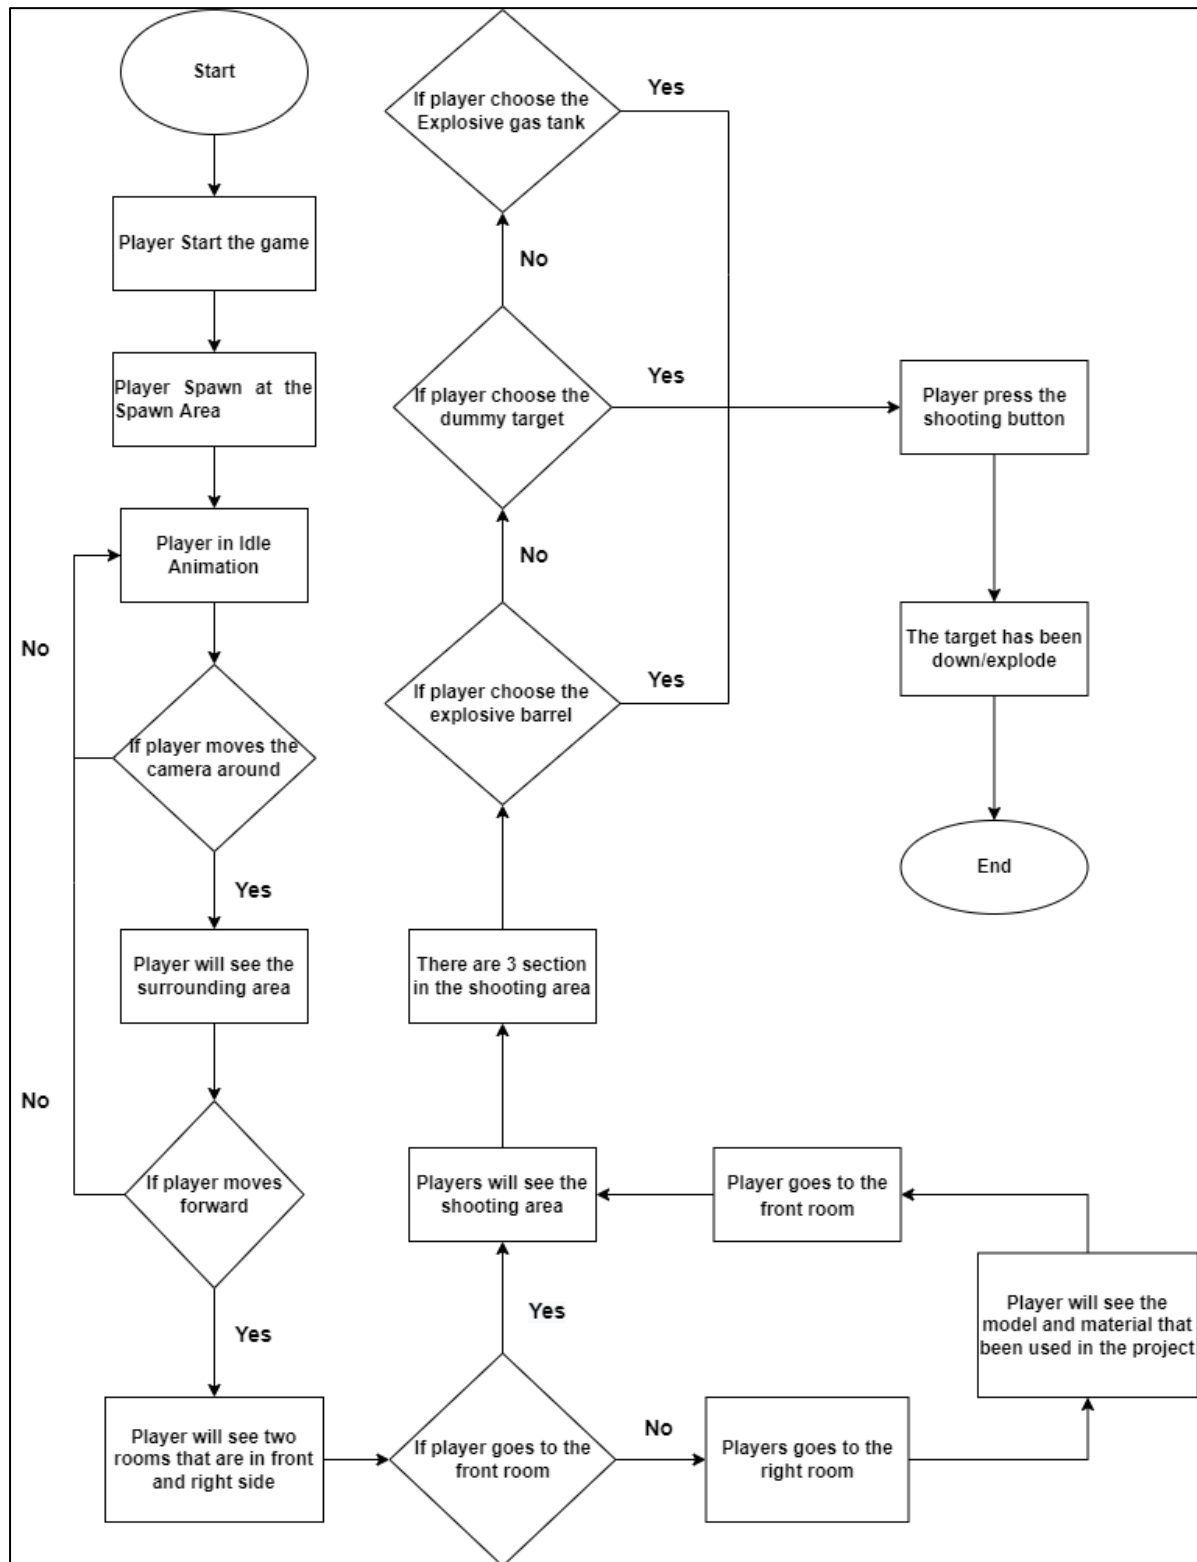 Start
Player Start the game
Player Spawn at the
Spawn Area
Player in Idle
Animation
No
If player moves the
camera around
Yes
Player will see the
surrounding area
No
If player moves
forward
Yes
Player will see two
rooms that are in front
and right side
If player goes to the
front room
No
Players goes to the
right room
Player will see the
model and material that
been used in the project
Player goes to the
front room
Yes
Players will see the
shooting area
There are 3 section
in the shooting area
If player choose the
explosive barrel
Yes
No
If player choose the
dummy target
Yes
No
If player choose the
Explosive gas tank
Yes
Player press the
shooting button
The target has been
down/explode
End